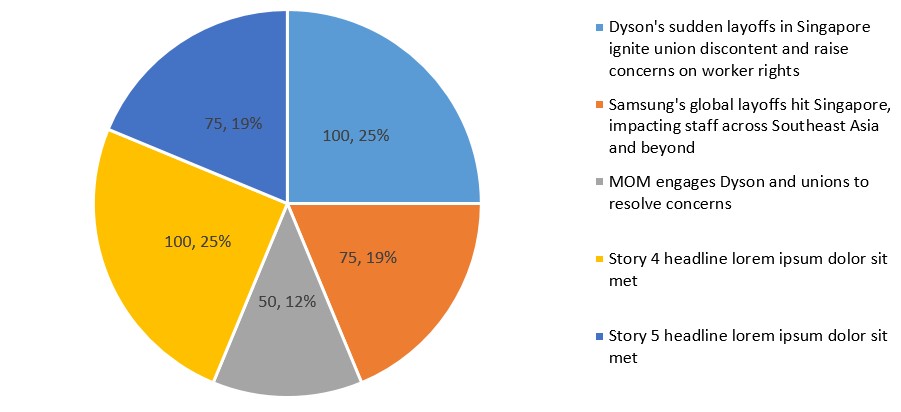 75, 19%
100, 25%
100, 25%
75, 19%
50, 12%
Dyson's sudden layoffs in Singapore
ignite union discontent and raise
concerns on worker rights
Samsung's global layoffs hit Singapore,
impacting staff across Southeast Asia
and beyond
MOM engages Dyson and unions to
resolve concerns
Story 4 headline lorem ipsum dolor sit
met
Story 5 headline lorem ipsum dolor sit
met